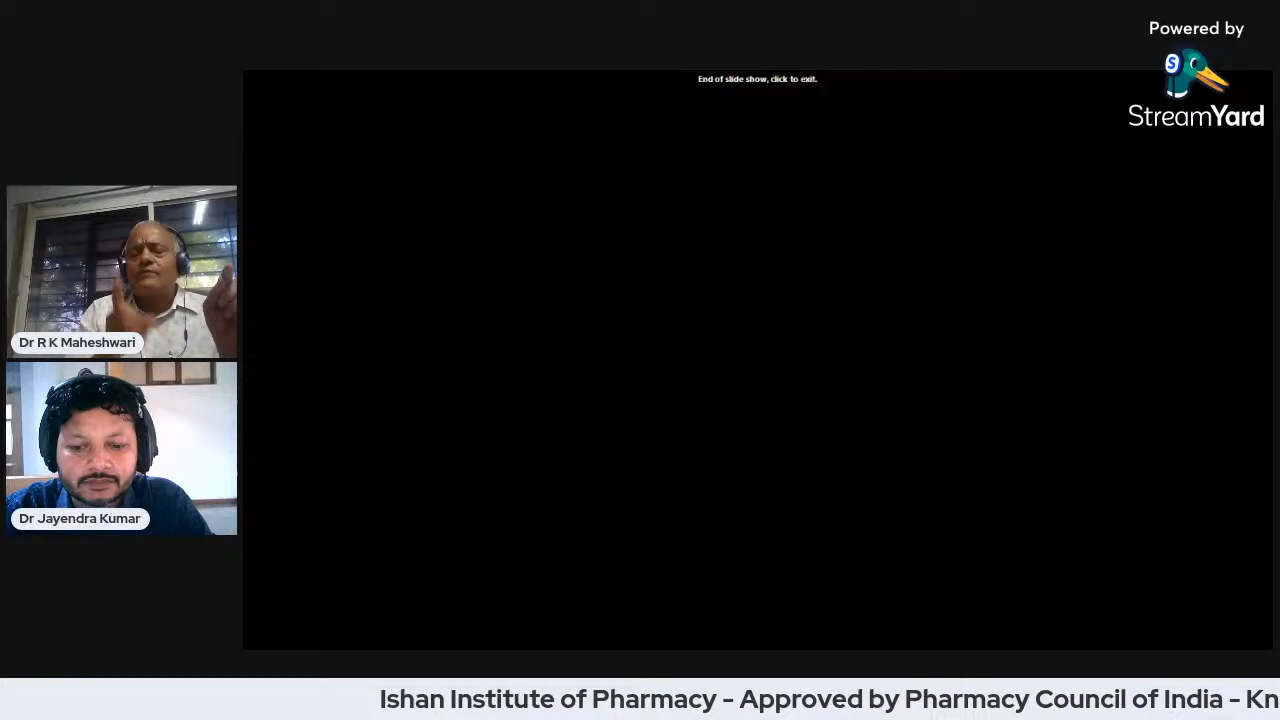 Powered by
StreamYard
End of slide show, click to exit.
Dr R K Maheshwari
Dr Jayendra Kumar
Ishan Institute of Pharmacy - Approved by Pharmacy Council of India - Kn